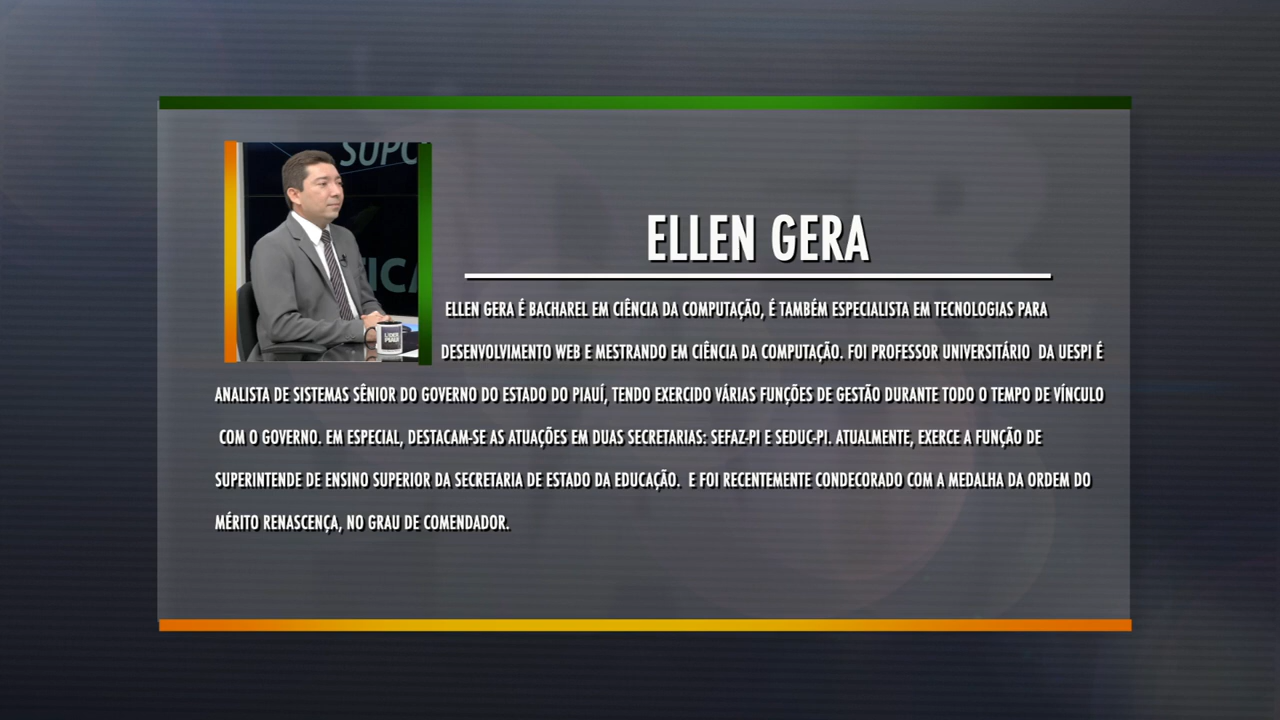 SUPC
ICA
LIDER
PIAUÍ
ELLEN GERA
ELLEN GERA É BACHAREL EM CIÊNCIA DA COMPUTAÇÃO, É TAMBÉM ESPECIALISTA EM TECNOLOGIAS PARA
DESENVOLVIMENTO WEB E MESTRANDO EM CIÊNCIA DA COMPUTAÇÃO. FOI PROFESSOR UNIVERSITÁRIO DA UESPI É
ANALISTA DE SISTEMAS SÊNIOR DO GOVERNO DO ESTADO DO PIAUÍ, TENDO EXERCIDO VÁRIAS FUNÇÕES DE GESTÃO DURANTE TODO O TEMPO DE VÍNCULO
COM O GOVERNO. EM ESPECIAL, DESTACAM-SE AS ATUAÇÕES EM DUAS SECRETARIAS: SEFAZ-PI E SEDUC-PI. ATUALMENTE, EXERCE A FUNÇÃO DE
SUPERINTENDE DE ENSINO SUPERIOR DA SECRETARIA DE ESTADO DA EDUCAÇÃO. E FOI RECENTEMENTE CONDECORADO COM A MEDALHA DA ORDEM DO
MÉRITO RENASCENÇA, NO GRAU DE COMENDADOR.